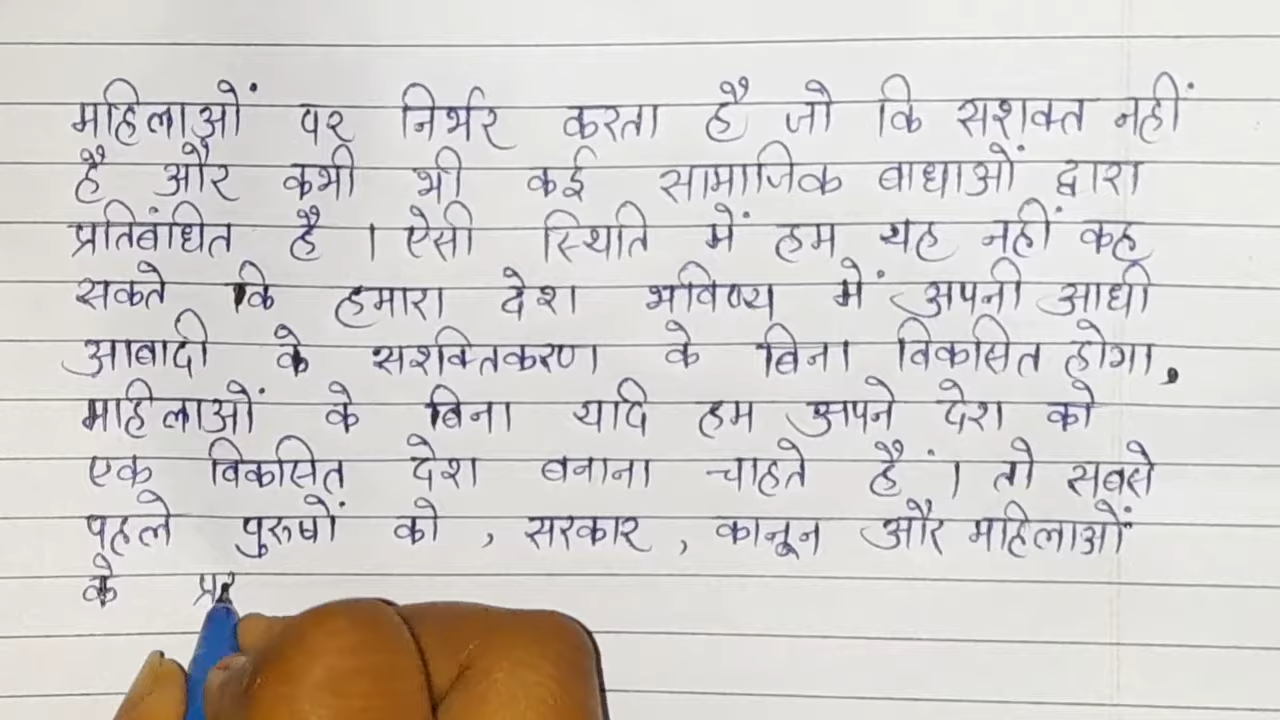 महिलाओं पर निर्भर करता है जो कि सशक्त नहीं
है और कभी भी कई सामाजिक बाधाओं द्वारा
प्रतिबंधित है । ऐसी स्थिति में हम यह नहीं कह
सकते कि हमारा देश भविष्य में अपनी आधी
आबादी के सशक्तिकरण के बिना विकसित होगा,
महिलाओं के बिना यदि हम अपने देश को
एक विकसित देश बनाना चाहते हैं । तो सबसे
पहले पुरुषों को , सरकार , कानून और महिलाओं
के